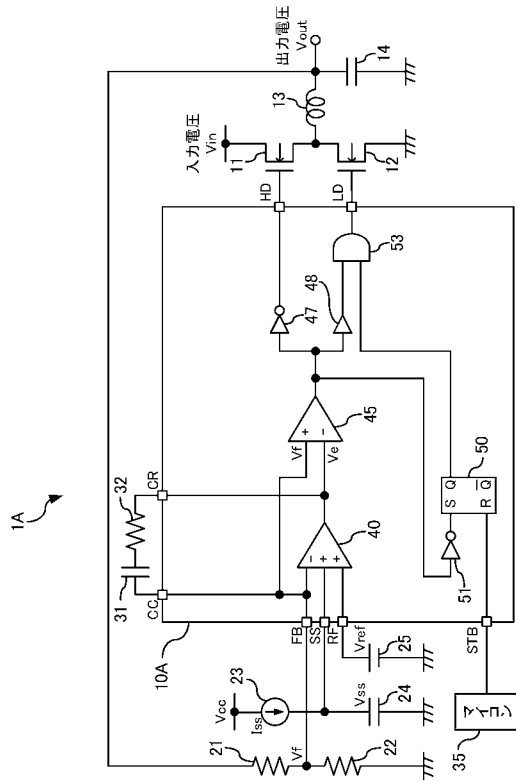 1A
10A
31
32
CC
CR
入力電圧
Vin
出力電圧
Vout
11
12
13
14
HD
LD
21
22
Vf
Vcc
23
Iss
Vss
24
25
Vref
FB
SS
RF
STB
35
マイコン
40
-
+
+
Vf
Ve
45
+
-
47
48
53
50
S
Q
R
Q̅
51